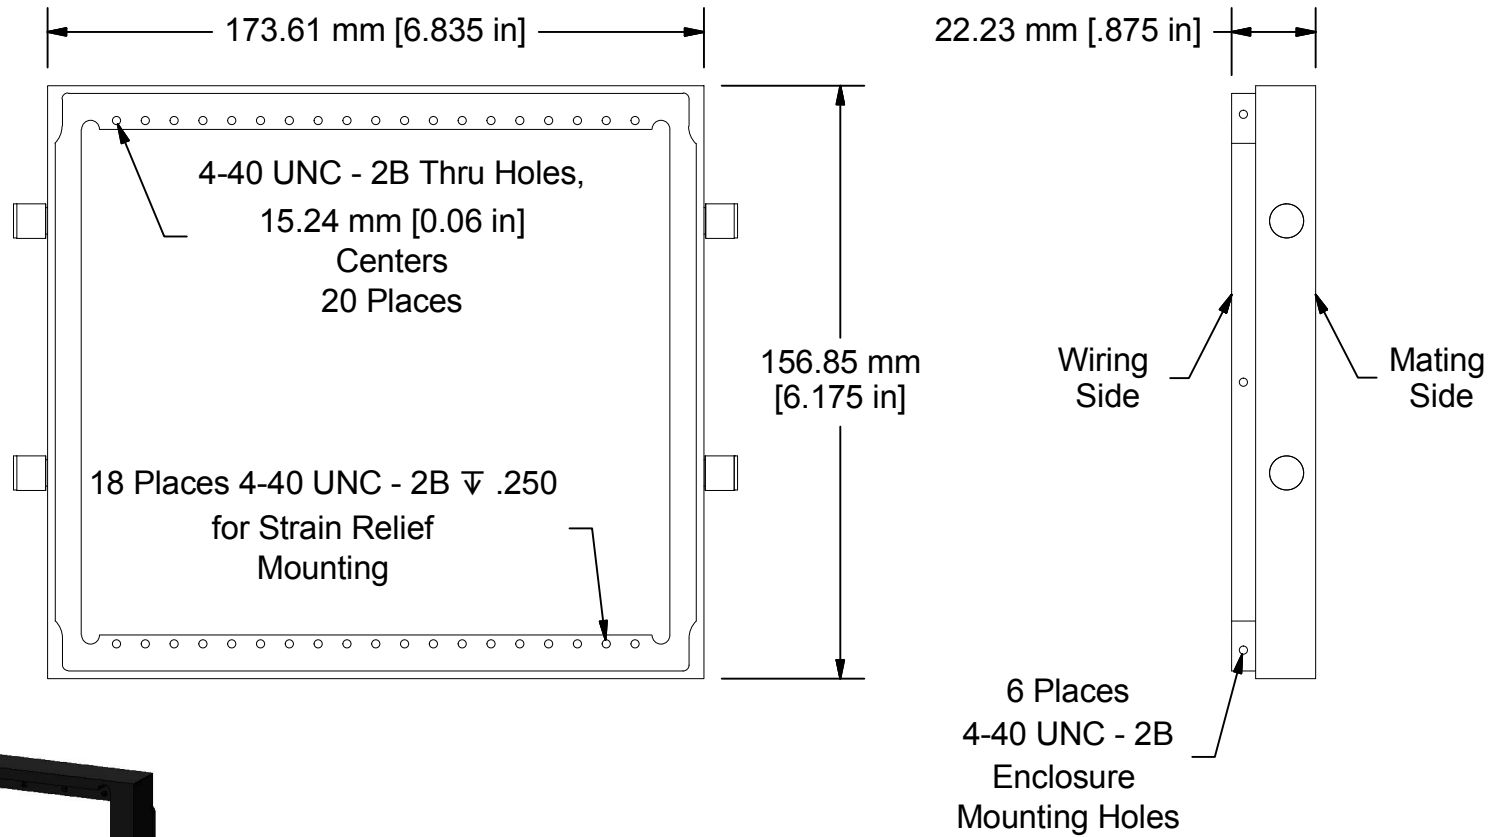 173.61 mm [6.835 in]
22.23 mm [.875 in]
4-40 UNC - 2B Thru Holes,
15.24 mm [0.06 in]
Centers
20 Places
156.85 mm
[6.175 in]
Wiring
Side
Mating
Side
18 Places 4-40 UNC - 2B ↧ .250
for Strain Relief
Mounting
6 Places
4-40 UNC - 2B
Enclosure
Mounting Holes